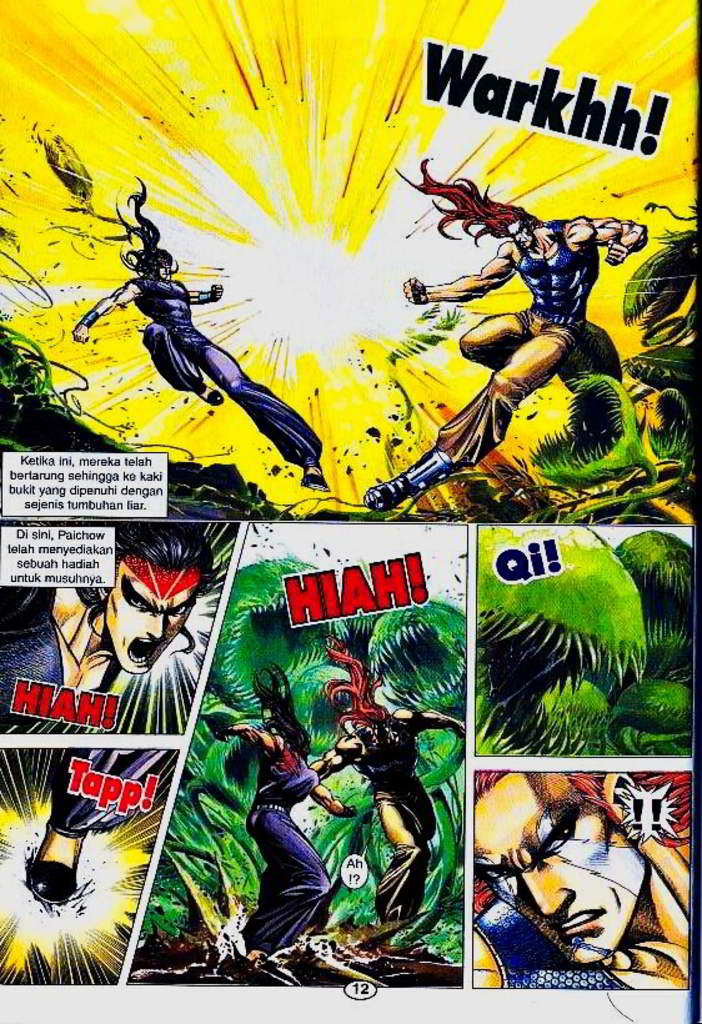 Warkhh!
Ketika ini, mereka telah
bertarung sehingga ke kaki
bukit yang dipenuhi dengan
sejenis tumbuhan liar.
Di sini, Paichow
telah menyediakan
sebuah hadiah
untuk musuhnya.
HIAH!
Tapp!
HIAH!
Ah
!?
Qi!
!!
12